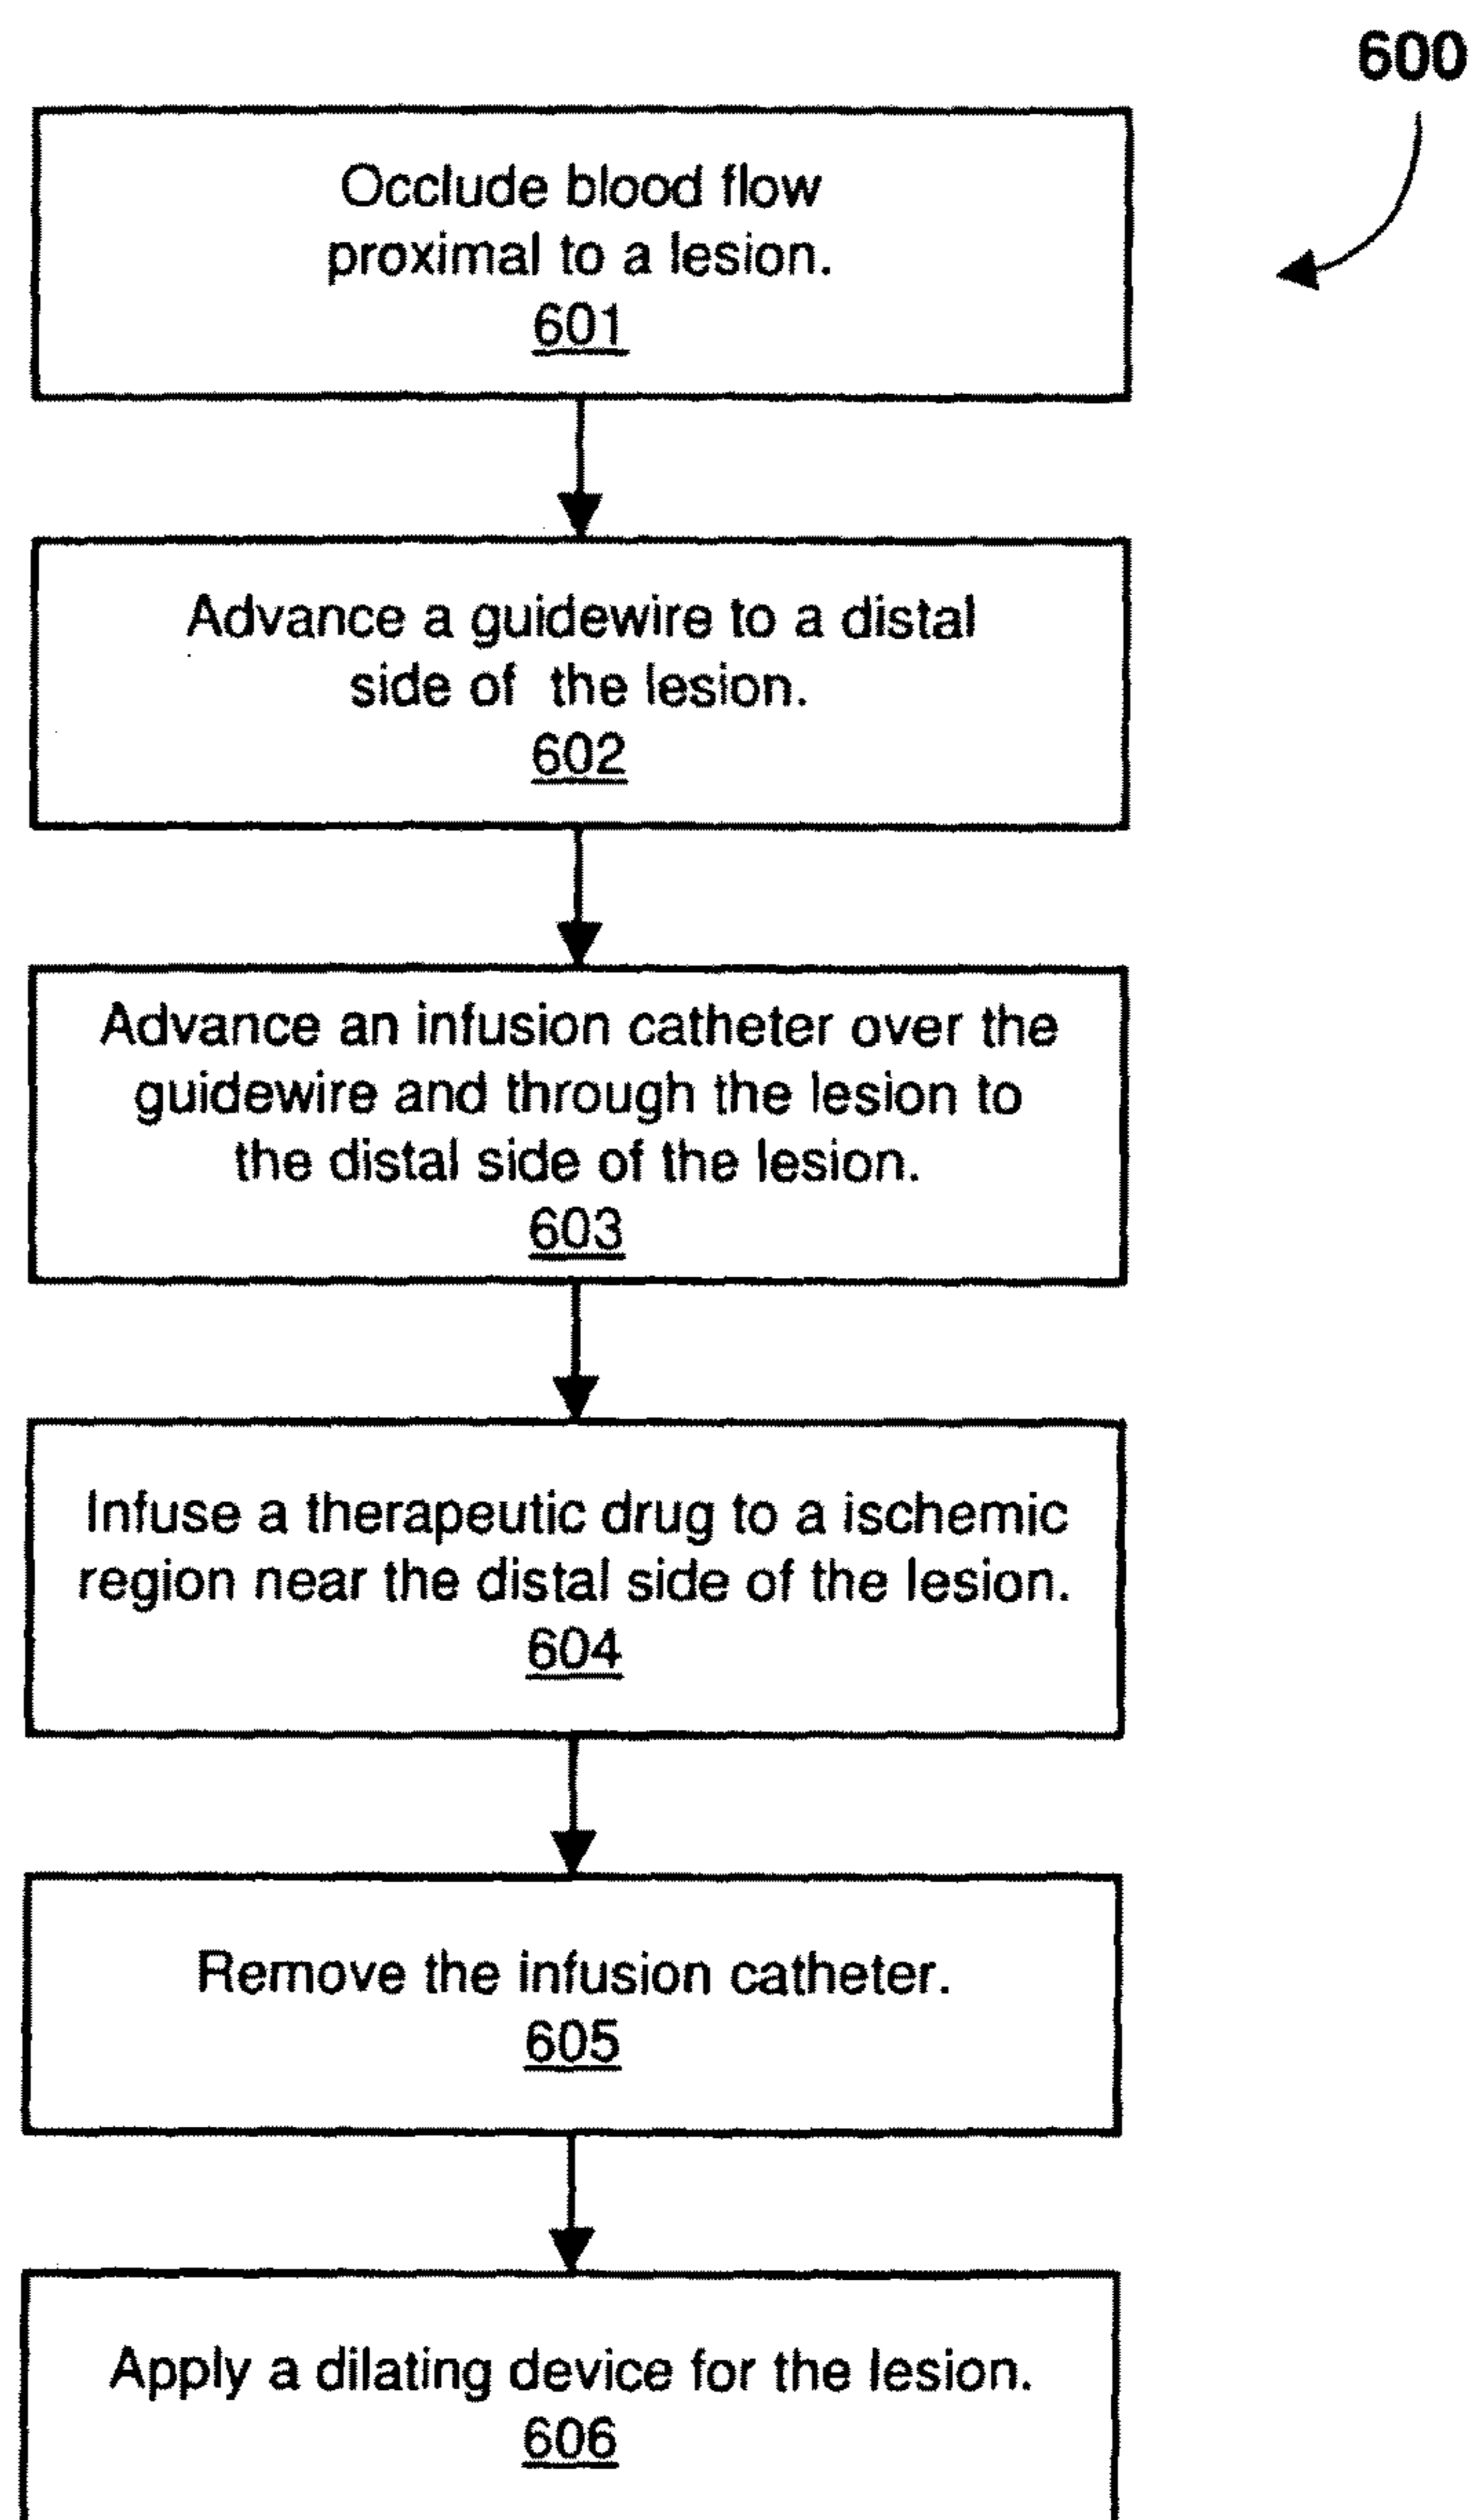 600
Occlude blood flow
proximal to a lesion.
601
Advance a guidewire to a distal
side of the lesion.
602
Advance an infusion catheter over the
guidewire and through the lesion to
the distal side of the lesion.
603
Infuse a therapeutic drug to a ischemic
region near the distal side of the lesion.
604
Remove the infusion catheter.
605
Apply a dilating device for the lesion.
606